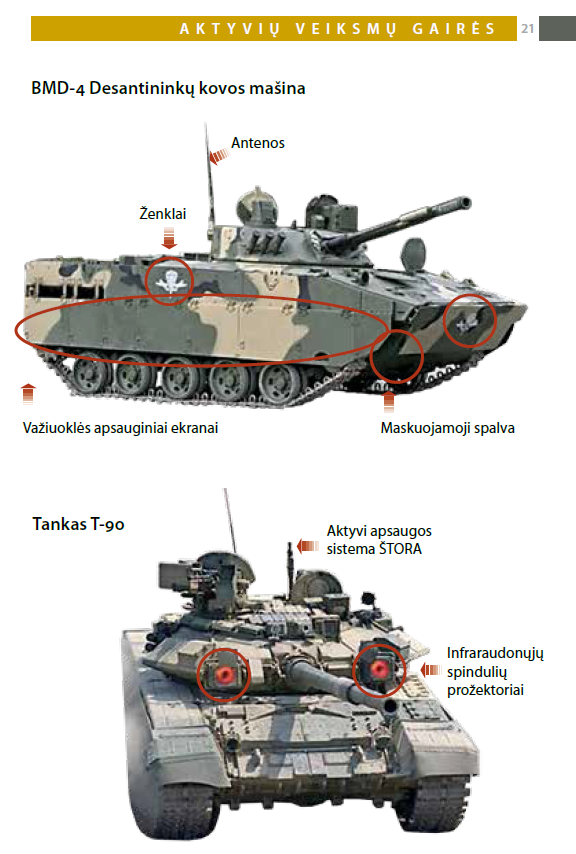 AKTYVIŲ VEIKSMŲ GAIRĖS 21
BMD-4 Desantininkų kovos mašina
Antenos
Ženklai
Važiuoklės apsauginiai ekranai
Maskuojamoji spalva
Tankas T-90
Aktyvi apsaugos
sistema ŠTORA
Infraraudonųjų
spindulių
prožektoriai